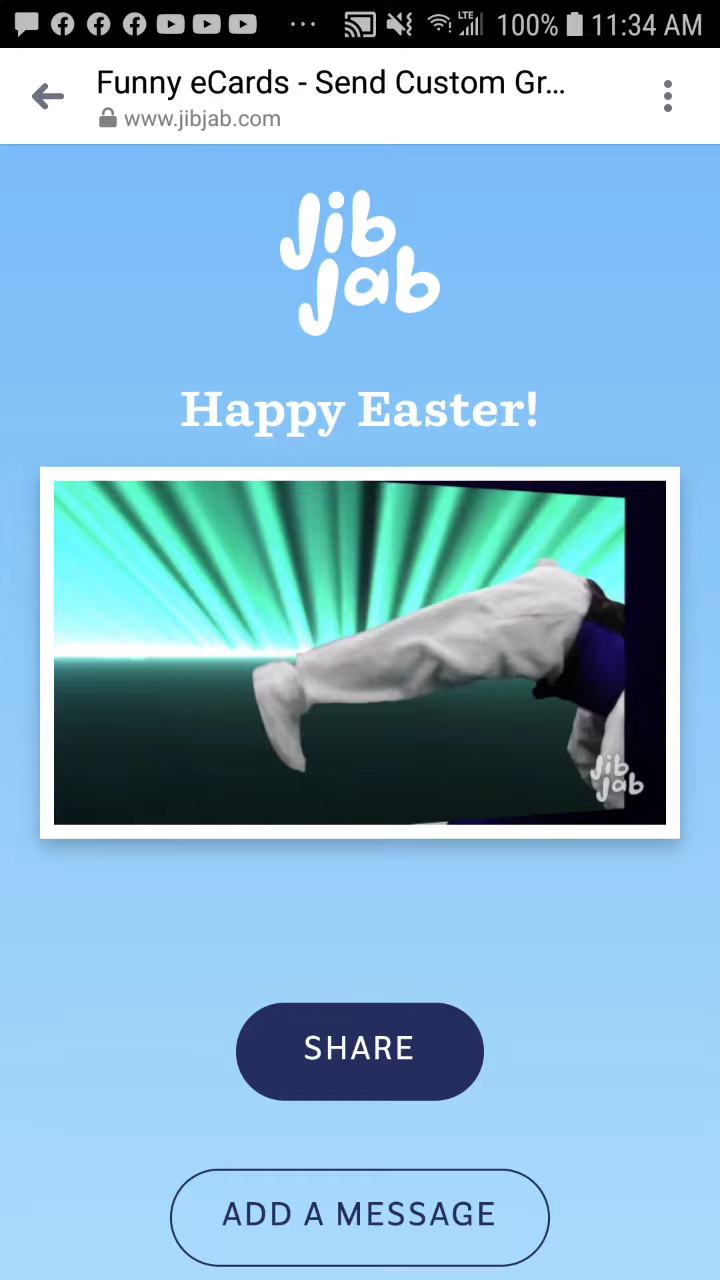 LTE 100% 11:34 AM
Funny eCards - Send Custom Gr...
www.jibjab.com
Jib
Jab
Happy Easter!
Jib
Jab
SHARE
ADD A MESSAGE